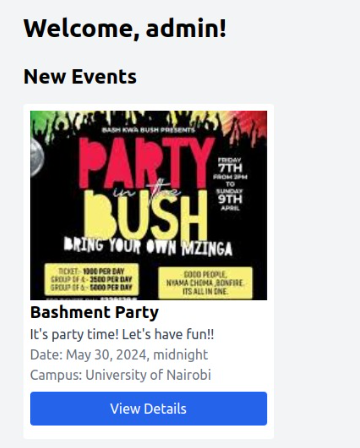 Welcome, admin!
New Events
BASH KWA BUSH PRESENTS
PARTY
in the
BUSH
BRING YOUR OWN MZINGA
FRIDAY
7TH
FROM 2PM
TO
SUNDAY
9TH
APRIL
TICKET:- 1000 PER DAY
GROUP OF 4:- 3500 PER DAY
GROUP OF 6:- 5000 PER DAY
GOOD PEOPLE,
NYAMA CHOMA ,BONFIRE.
ITS ALL IN ONE.
Bashment Party
It's party time! Let's have fun!!
Date: May 30, 2024, midnight
Campus: University of Nairobi
View Details